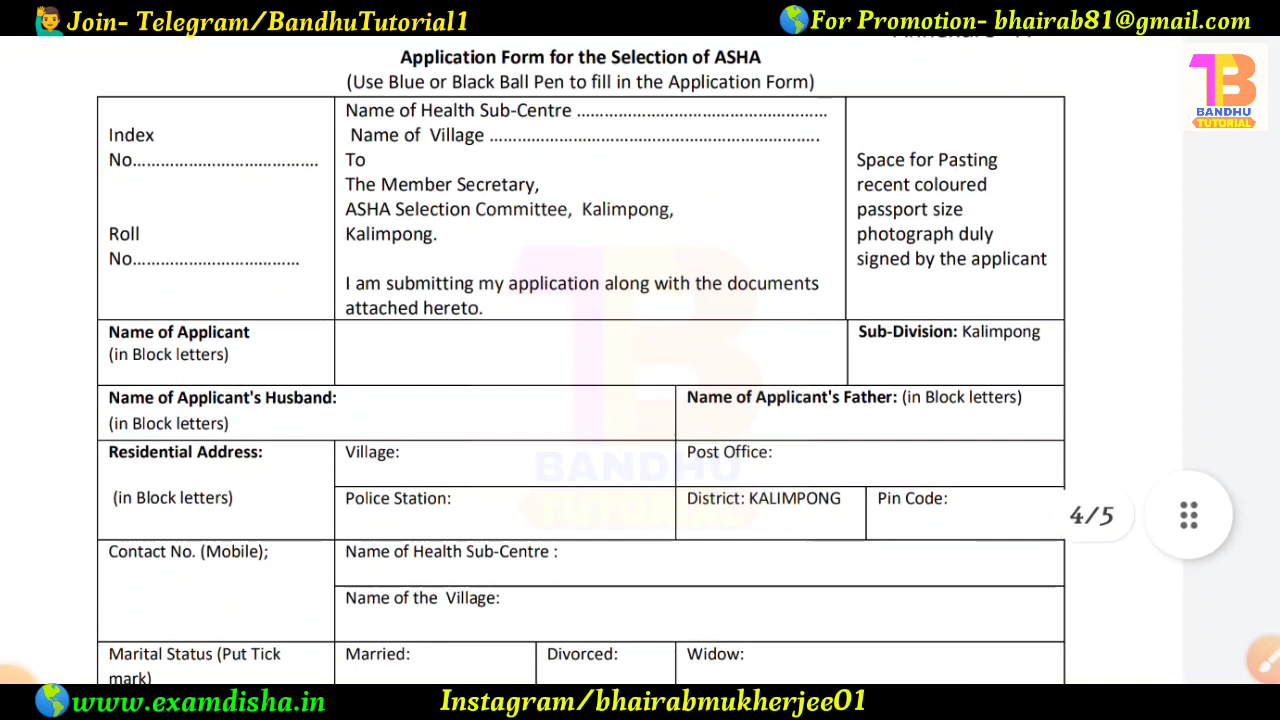 Join- Telegram/BandhuTutorial1
For Promotion- bhairab81@gmail.com
Application Form for the Selection of ASHA
(Use Blue or Black Ball Pen to fill in the Application Form)
BANDHU
TUTORIAL
Index
No.......................................
Roll
No...................................
Name of Health Sub-Centre .....................................................
Name of Village ......................................................................
To
The Member Secretary,
ASHA Selection Committee, Kalimpong,
Kalimpong.
I am submitting my application along with the documents
attached hereto.
Space for Pasting
recent coloured
passport size
photograph duly
signed by the applicant
Name of Applicant
(in Block letters)
Sub-Division: Kalimpong
Name of Applicant's Husband:
(in Block letters)
Name of Applicant's Father: (in Block letters)
Residential Address:
(in Block letters)
Village:
Post Office:
Police Station:
District: KALIMPONG
Pin Code:
BANDHU
TUTORIAL
4/5
Contact No. (Mobile);
Name of Health Sub-Centre :
Name of the Village:
Marital Status (Put Tick
mark)
Married:
Divorced:
Widow:
www.examdisha.in
Instagram/bhairabmukherjee01